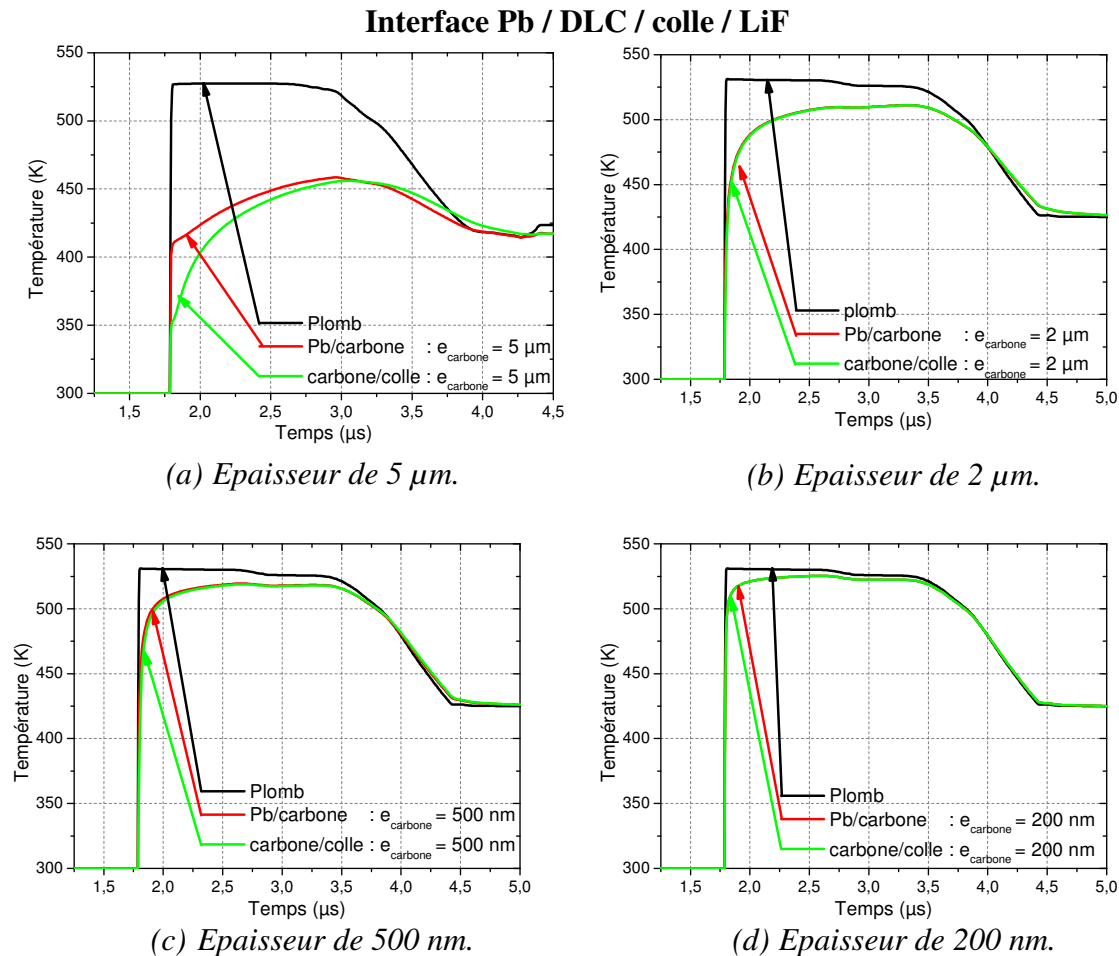 Interface Pb / DLC / colle / LiF
550
500
450
400
350
300
Température (K)
Plomb
Pb/carbone : e carbone = 5 µm
carbone/colle : e carbone = 5 µm
1,5 2,0 2,5 3,0 3,5 4,0 4,5
Temps (µs)
(a) Epaisseur de 5 µm.
550
500
450
400
350
300
Température (K)
plomb
Pb/carbone : e carbone = 2 µm
carbone/colle : e carbone = 2 µm
1,5 2,0 2,5 3,0 3,5 4,0 4,5 5,0
Temps (µs)
(b) Epaisseur de 2 µm.
550
500
450
400
350
300
Température (K)
Plomb
Pb/carbone : e carbone = 500 nm
carbone/colle : e carbone = 500 nm
1,5 2,0 2,5 3,0 3,5 4,0 4,5 5,0
Temps (µs)
(c) Epaisseur de 500 nm.
550
500
450
400
350
300
Température (K)
Plomb
Pb/carbone : e carbone = 200 nm
carbone/colle : e carbone = 200 nm
1,5 2,0 2,5 3,0 3,5 4,0 4,5 5,0
Temps (µs)
(d) Epaisseur de 200 nm.